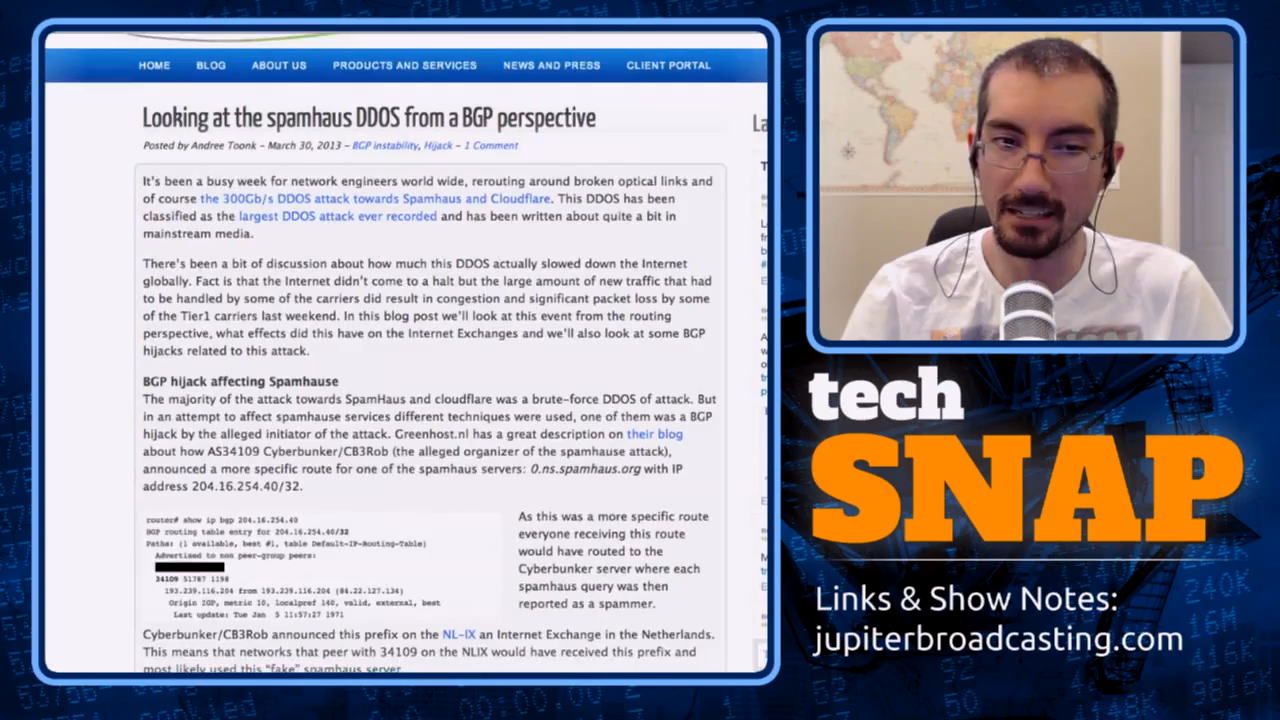 HOME BLOG ABOUT US PRODUCTS AND SERVICES NEWS AND PRESS CLIENT PORTAL
Looking at the spamhaus DDOS from a BGP perspective
Posted by Andree Toonk – March 30, 2013 – BGP instability, Hijack – 1 Comment
It's been a busy week for network engineers world wide, rerouting around broken optical links and
of course the 300Gb/s DDOS attack towards Spamhaus and Cloudflare. This DDOS has been
classified as the largest DDOS attack ever recorded and has been written about quite a bit in
mainstream media.
There's been a bit of discussion about how much this DDOS actually slowed down the Internet
globally. Fact is that the Internet didn't come to a halt but the large amount of new traffic that had
to be handled by some of the carriers did result in congestion and significant packet loss by some
of the Tier1 carriers last weekend. In this blog post we'll look at this event from the routing
perspective, what effects did this have on the Internet Exchanges and we'll also look at some BGP
hijacks related to this attack.
BGP hijack affecting Spamhause
The majority of the attack towards SpamHaus and cloudflare was a brute-force DDOS of attack. But
in an attempt to affect spamhause services different techniques were used, one of them was a BGP
hijack by the alleged initiator of the attack. Greenhost.nl has a great description on their blog
about how AS34109 Cyberbunker/CB3Rob (the alleged organizer of the spamhause attack),
announced a more specific route for one of the spamhaus servers: 0.ns.spamhaus.org with IP
address 204.16.254.40/32.
router# show ip bgp 204.16.254.40
BGP routing table entry for 204.16.254.40/32
Paths: (1 available, best #1, table Default-IP-Routing-Table)
Advertised to non peer-group peers:
34109 51787 1198
193.239.116.204 from 193.239.116.204 (84.22.127.134)
Origin IGP, metric 10, localpref 140, valid, external, best
Last update: Tue Jan 5 11:57:27 1971
As this was a more specific route
everyone receiving this route
would have routed to the
Cyberbunker server where each
spamhaus query was then
reported as a spammer.
Cyberbunker/CB3Rob announced this prefix on the NL-IX an Internet Exchange in the Netherlands.
This means that networks that peer with 34109 on the NLIX would have received this prefix and
most likely used this "fake" spamhaus server.
tech
SNAP
Links & Show Notes:
jupiterbroadcasting.com